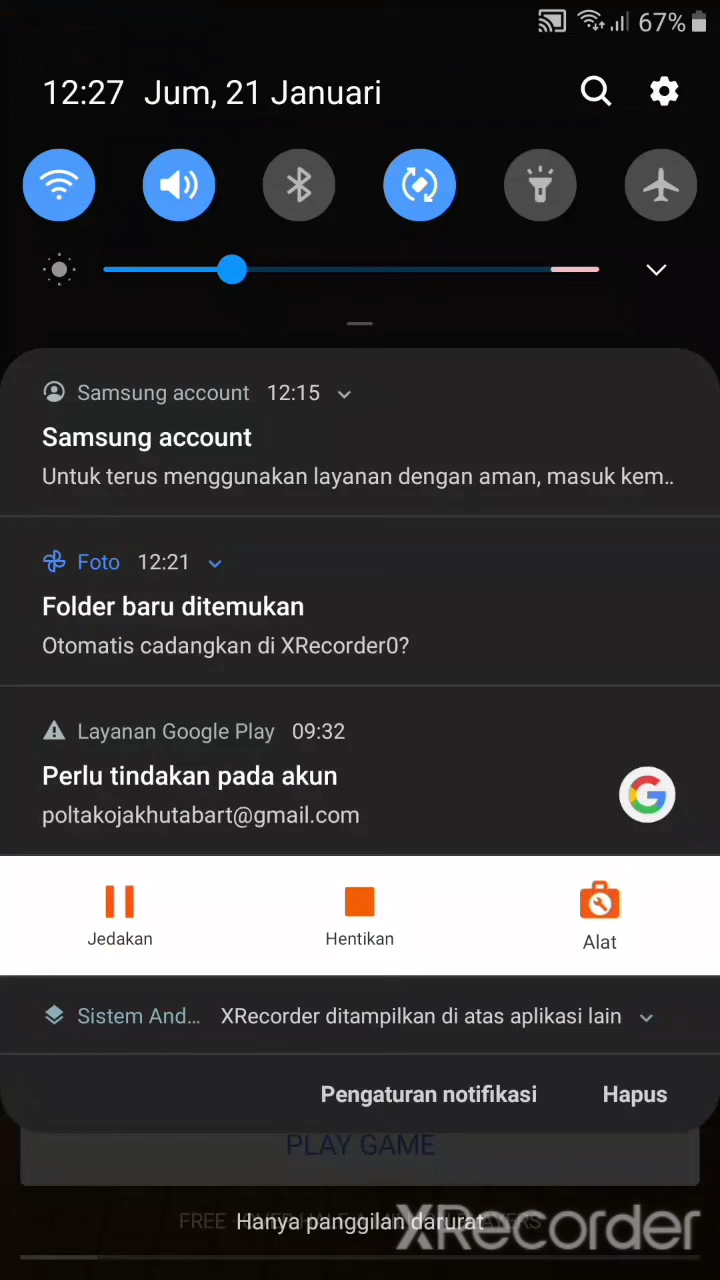 67%
12:27 Jum, 21 Januari
Samsung account 12:15
Samsung account
Untuk terus menggunakan layanan dengan aman, masuk kem..
Foto 12:21
Folder baru ditemukan
Otomatis cadangkan di XRecorder0?
Layanan Google Play 09:32
Perlu tindakan pada akun
poltakojakhutabart@gmail.com
Jedakan Hentikan Alat
Sistem And... XRecorder ditampilkan di atas aplikasi lain
Pengaturan notifikasi Hapus
PLAY GAME
FREE
Hanya panggilan darurat
XRecorder